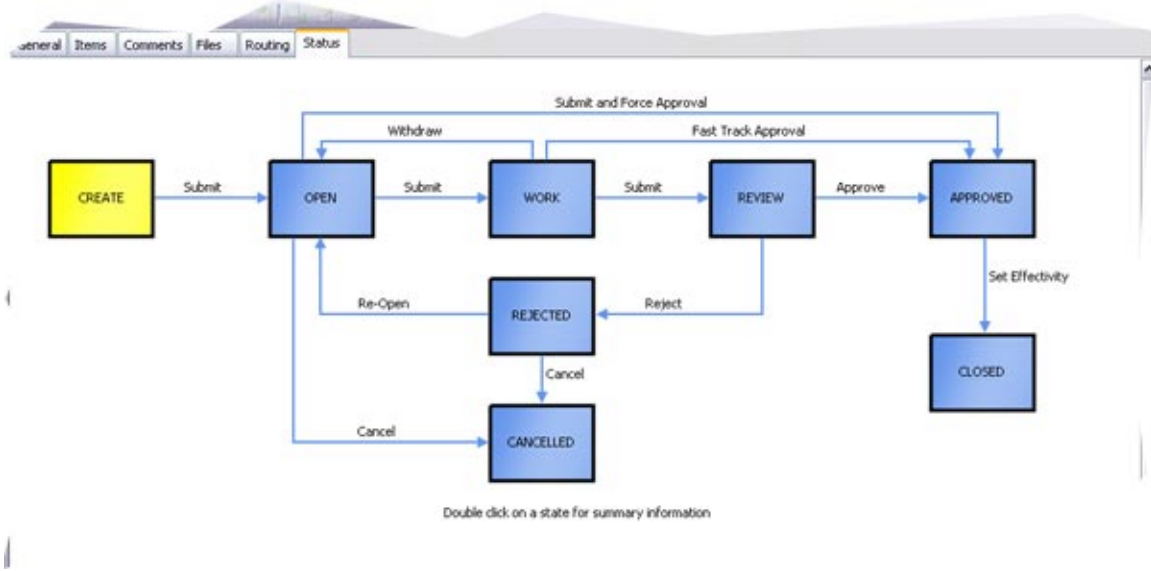 General Items Comments Files Routing Status
Submit and Force Approval
Withdraw Fast Track Approval
CREATE Submit OPEN Submit WORK Submit REVIEW Approve APPROVED
Set Effectivity
Re-Open REJECTED Reject
Cancel CLOSED
Cancel CANCELLED
Double click on a state for summary information